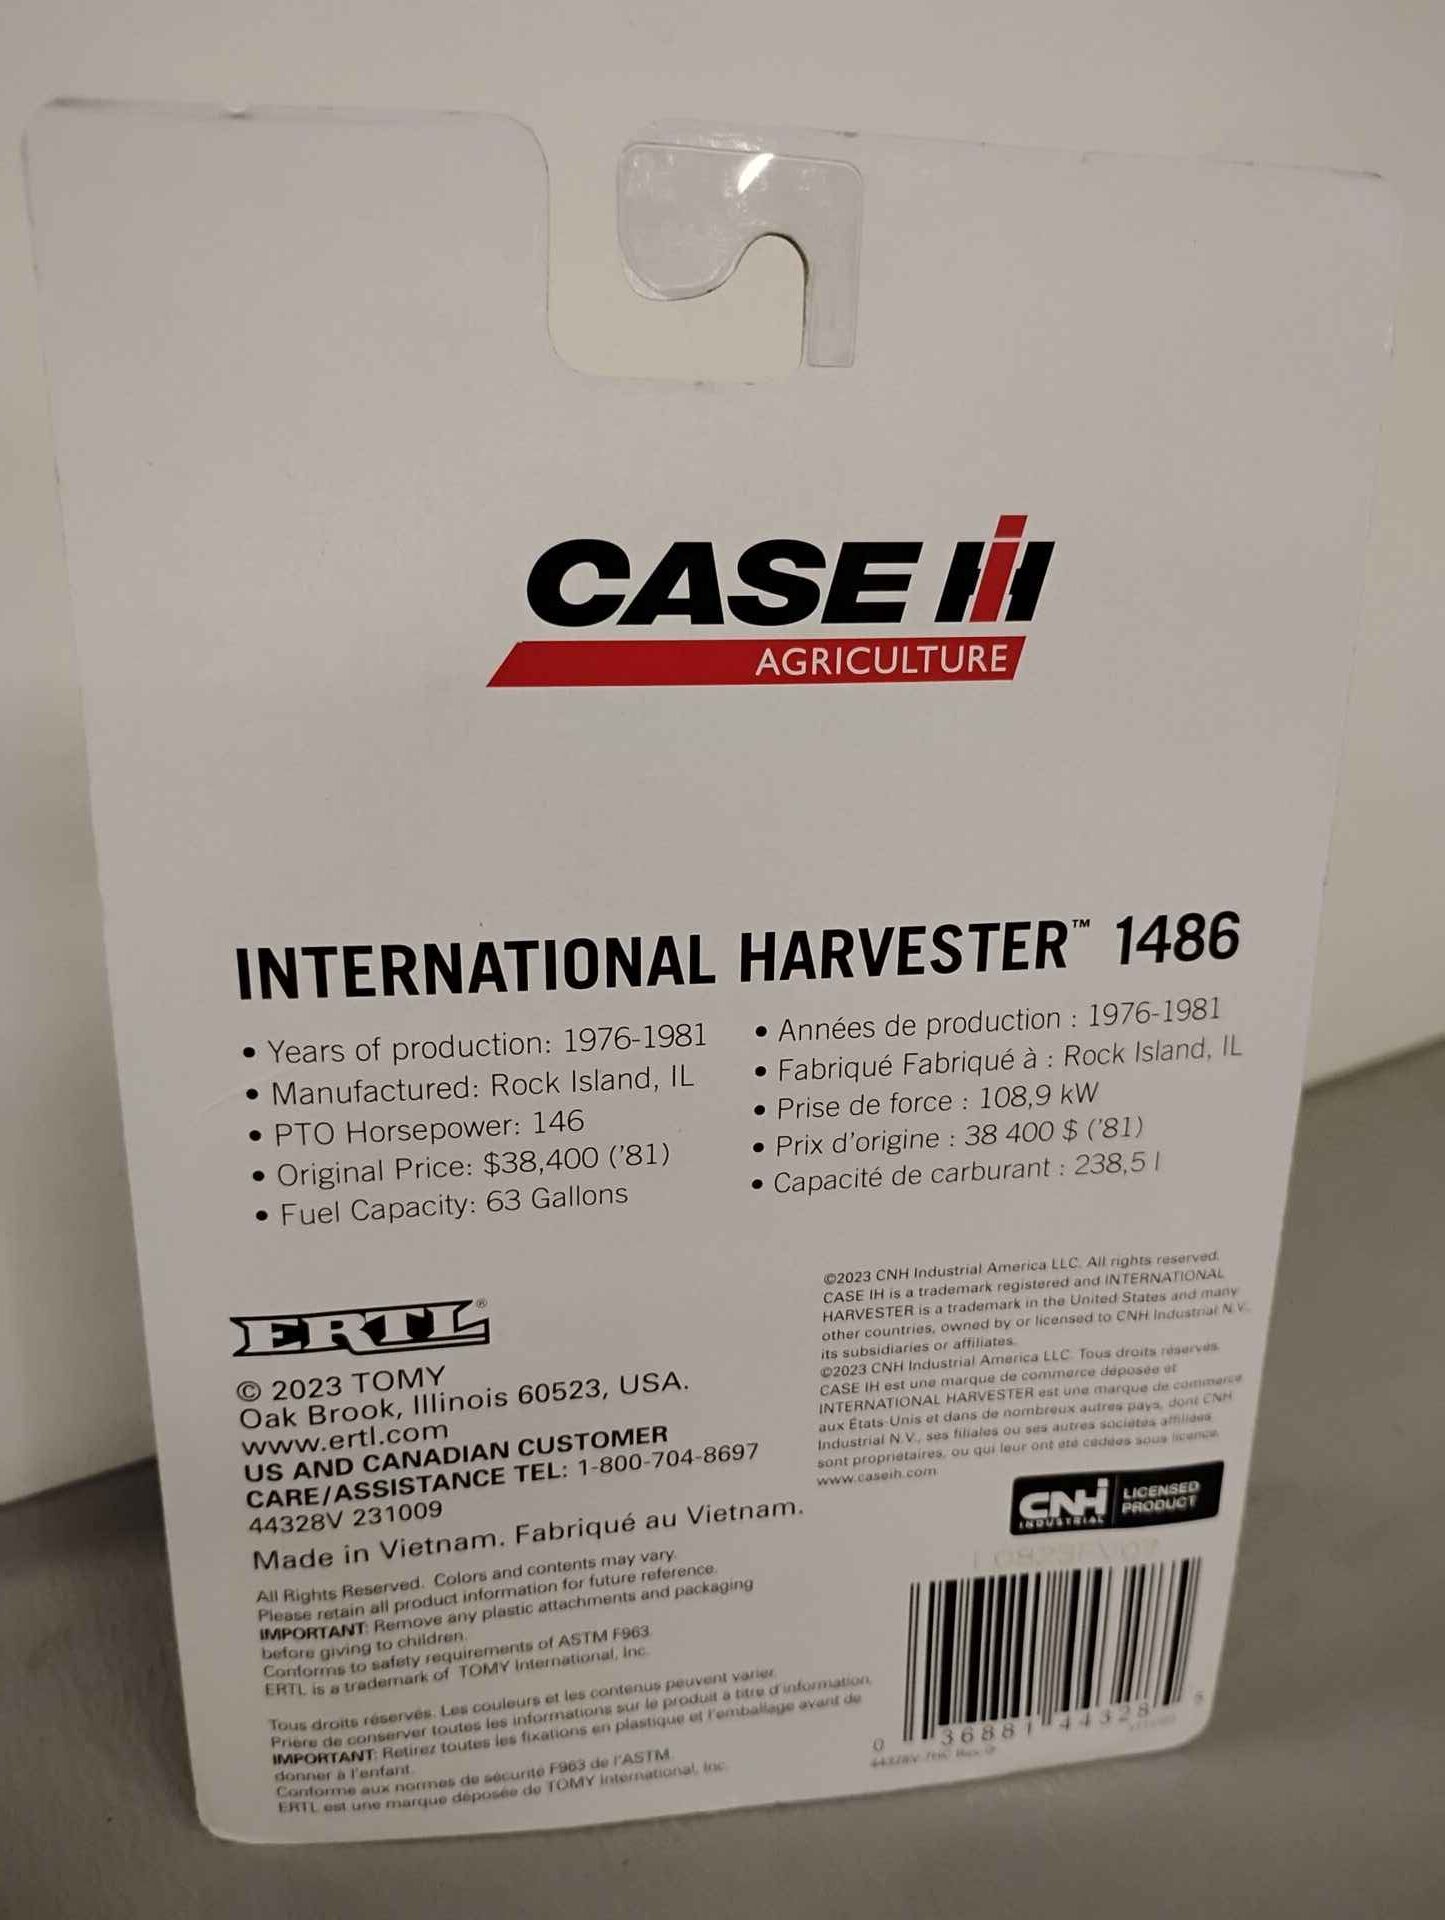 CASE IH
AGRICULTURE
INTERNATIONAL HARVESTER™ 1486
• Years of production: 1976-1981
• Manufactured: Rock Island, IL
• PTO Horsepower: 146
• Original Price: $38,400 ('81)
• Fuel Capacity: 63 Gallons
• Années de production : 1976-1981
• Fabriqué Fabriqué à : Rock Island, IL
• Prise de force : 108,9 kW
• Prix d'origine : 38 400 $ ('81)
• Capacité de carburant : 238,5 l
ERTL®
© 2023 TOMY
Oak Brook, Illinois 60523, USA.
www.ertl.com
US AND CANADIAN CUSTOMER
CARE/ASSISTANCE TEL: 1-800-704-8697
44328V 231009
Made in Vietnam. Fabriqué au Vietnam.
All Rights Reserved. Colors and contents may vary.
Please retain all product information for future reference.
IMPORTANT: Remove any plastic attachments and packaging
before giving to children.
Conforms to safety requirements of ASTM F963.
ERTL is a trademark of TOMY International, Inc.
Tous droits réservés. Les couleurs et les contenus peuvent varier.
Prière de conserver toutes les informations sur le produit à titre d'information.
IMPORTANT: Retirez toutes les fixations en plastique et l'emballage avant de
donner à l'enfant.
Conforme aux normes de sécurité F963 de l'ASTM.
ERTL est une marque déposée de TOMY International, Inc.
©2023 CNH Industrial America LLC. All rights reserved.
CASE IH is a trademark registered and INTERNATIONAL
HARVESTER is a trademark in the United States and many
other countries, owned by or licensed to CNH Industrial N.V.,
its subsidiaries or affiliates.
©2023 CNH Industrial America LLC. Tous droits réservés.
CASE IH est une marque de commerce déposée et
INTERNATIONAL HARVESTER est une marque de commerce
aux États-Unis et dans de nombreux autres pays, dont CNH
Industrial N.V., ses filiales ou ses autres sociétés affiliées
sont propriétaires, ou qui leur ont été cédées sous licence.
www.caseih.com
CNH INDUSTRIAL
LICENSED
PRODUCT
0 36881 44328 5